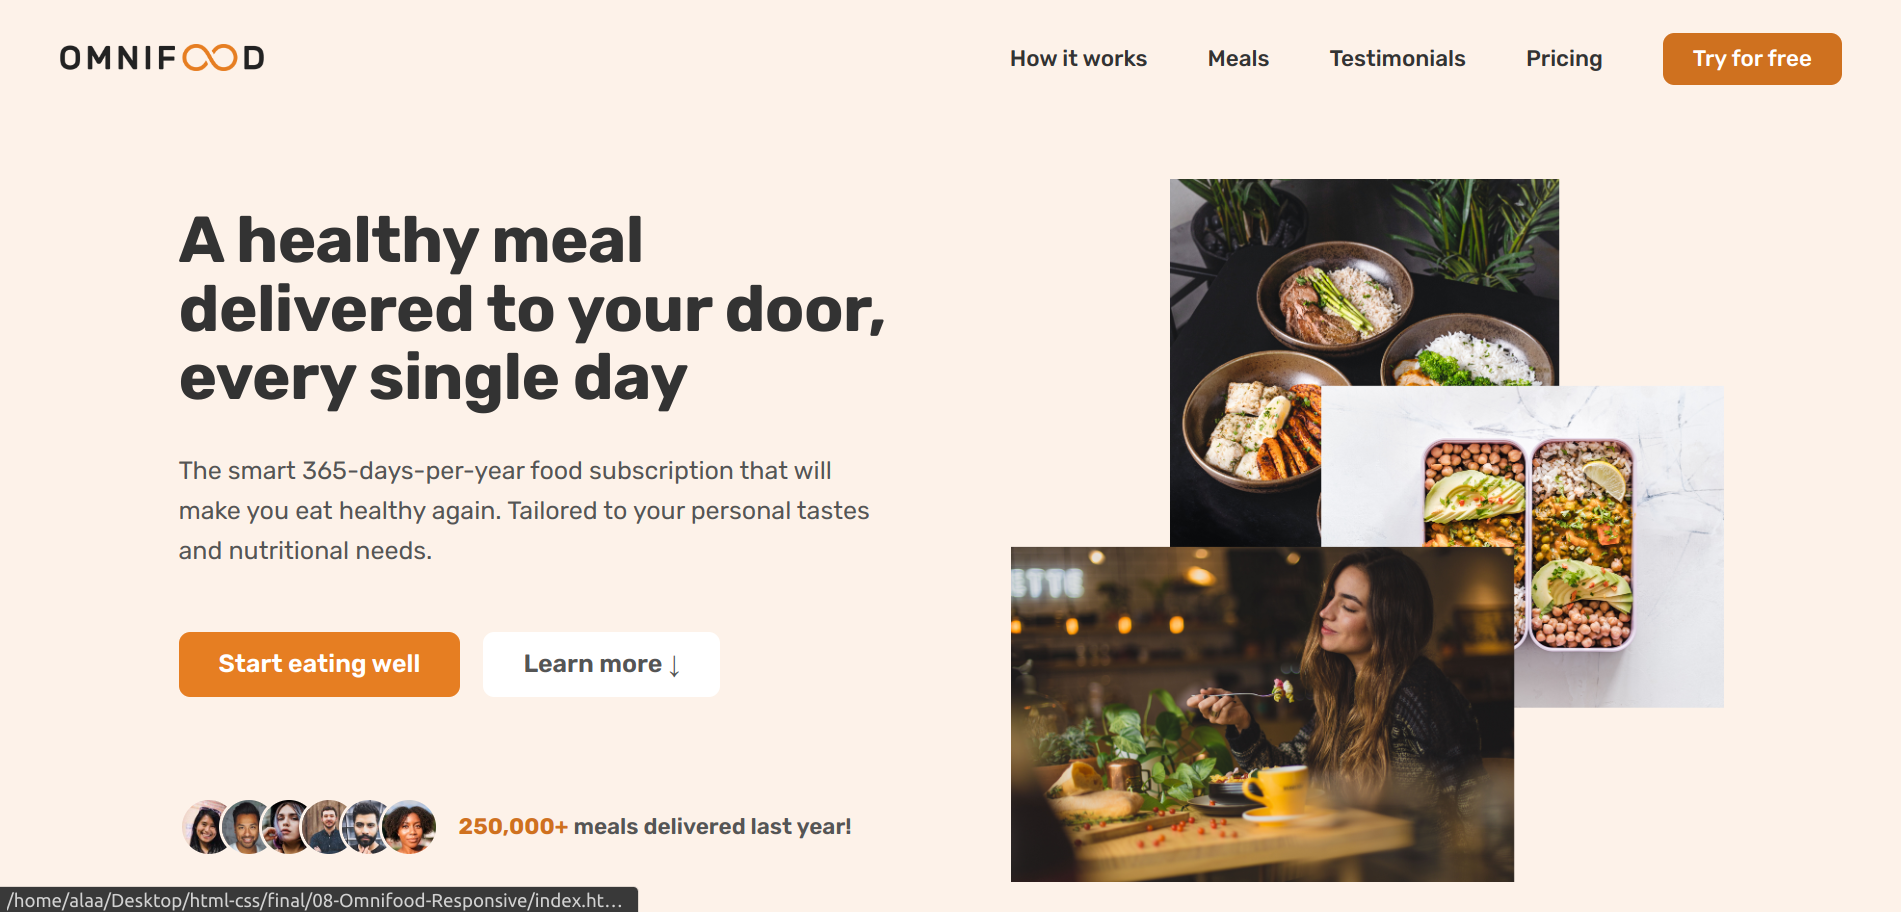 OMNIFOOD
How it works
Meals
Testimonials
Pricing
Try for free
A healthy meal
delivered to your door,
every single day
The smart 365-days-per-year food subscription that will
make you eat healthy again. Tailored to your personal tastes
and nutritional needs.
Start eating well
Learn more ↓
ETTE
250,000+ meals delivered last year!
/home/alaa/Desktop/html-css/final/08-Omnifood-Responsive/index.ht...